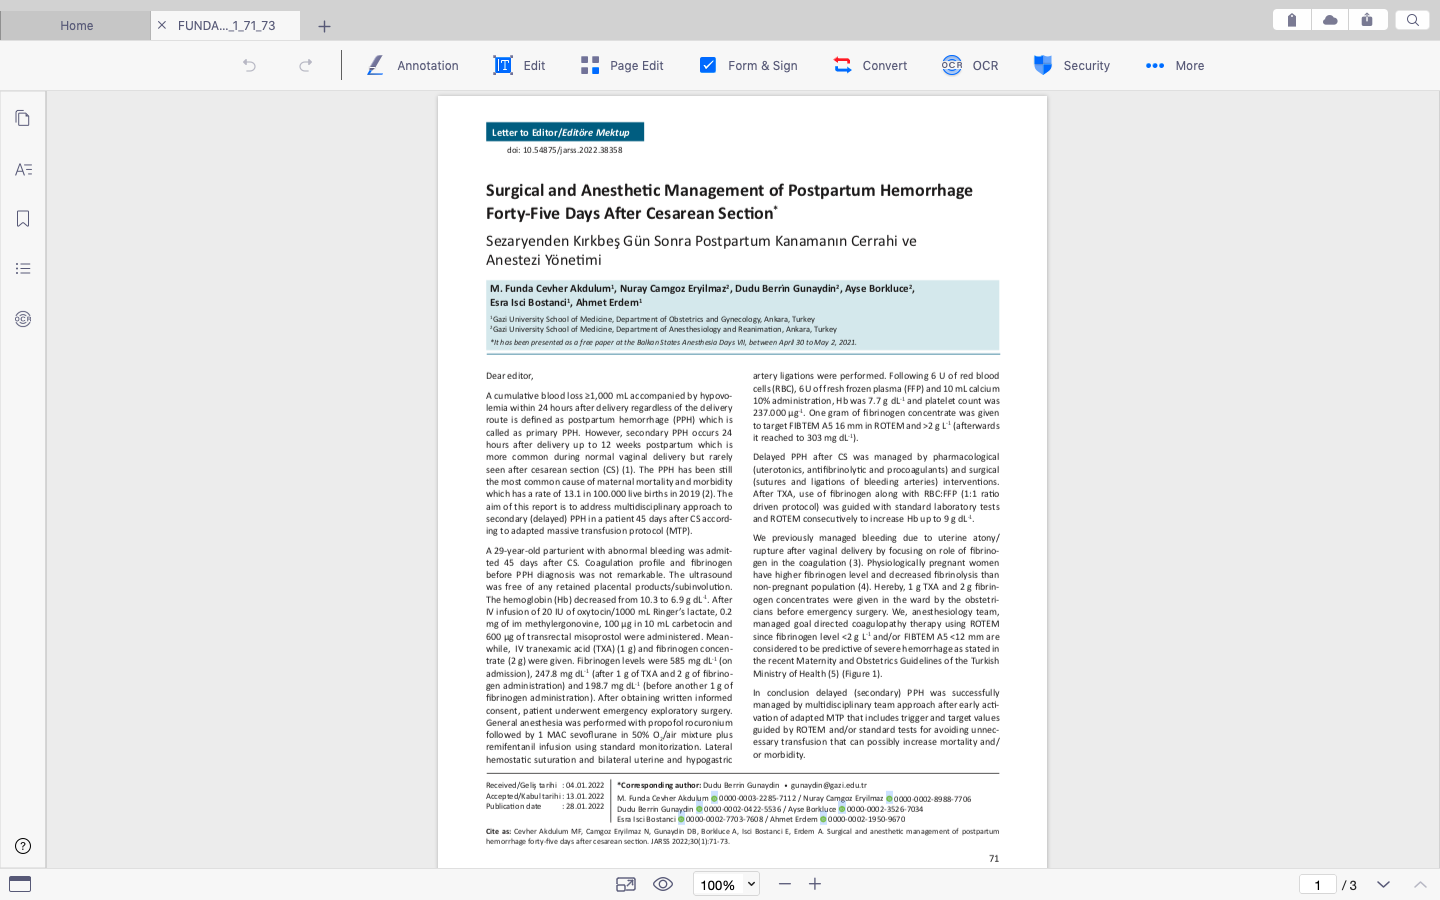 Home
FUNDA..._1_71_73
Annotation
Edit
Page Edit
Form & Sign
Convert
OCR
OCR
Security
More
Letter to Editor/Editöre Mektup
doi: 10.54875/jarss.2022.38358
Surgical and Anesthetic Management of Postpartum Hemorrhage
Forty-Five Days After Cesarean Section*
Sezaryenden Kırkbeş Gün Sonra Postpartum Kanamanın Cerrahi ve
Anestezi Yönetimi
M. Funda Cevher Akdulum¹, Nuray Camgoz Eryilmaz², Dudu Berrin Gunaydin², Ayse Borkluce²,
Esra Isci Bostanci¹, Ahmet Erdem¹
¹Gazi University School of Medicine, Department of Obstetrics and Gynecology, Ankara, Turkey
²Gazi University School of Medicine, Department of Anesthesiology and Reanimation, Ankara, Turkey
*It has been presented as a free paper at the Balkan States Anesthesia Days VII, between April 30 to May 2, 2021.
Dear editor,
A cumulative blood loss ≥1,000 mL accompanied by hypovo-
lemia within 24 hours after delivery regardless of the delivery
route is defined as postpartum hemorrhage (PPH) which is
called as primary PPH. However, secondary PPH occurs 24
hours after delivery up to 12 weeks postpartum which is
more common during normal vaginal delivery but rarely
seen after cesarean section (CS) (1). The PPH has been still
the most common cause of maternal mortality and morbidity
which has a rate of 13.1 in 100.000 live births in 2019 (2). The
aim of this report is to address multidisciplinary approach to
secondary (delayed) PPH in a patient 45 days after CS accord-
ing to adapted massive transfusion protocol (MTP).
A 29-year-old parturient with abnormal bleeding was admit-
ted 45 days after CS. Coagulation profile and fibrinogen
before PPH diagnosis was not remarkable. The ultrasound
was free of any retained placental products/subinvolution.
The hemoglobin (Hb) decreased from 10.3 to 6.9 g dL⁻¹. After
IV infusion of 20 IU of oxytocin/1000 mL Ringer's lactate, 0.2
mg of im methylergonovine, 100 µg in 10 mL carbetocin and
600 µg of transrectal misoprostol were administered. Mean-
while, IV tranexamic acid (TXA) (1 g) and fibrinogen concen-
trate (2 g) were given. Fibrinogen levels were 585 mg dL⁻¹ (on
admission), 247.8 mg dL⁻¹ (after 1 g of TXA and 2 g of fibrino-
gen administration) and 198.7 mg dL⁻¹ (before another 1 g of
fibrinogen administration). After obtaining written informed
consent, patient underwent emergency exploratory surgery.
General anesthesia was performed with propofol rocuronium
followed by 1 MAC sevoflurane in 50% O₂/air mixture plus
remifentanil infusion using standard monitorization. Lateral
hemostatic suturation and bilateral uterine and hypogastric
artery ligations were performed. Following 6 U of red blood
cells (RBC), 6 U of fresh frozen plasma (FFP) and 10 mL calcium
10% administration, Hb was 7.7 g dL⁻¹ and platelet count was
237.000 µg⁻¹. One gram of fibrinogen concentrate was given
to target FIBTEM A5 16 mm in ROTEM and >2 g L⁻¹ (afterwards
it reached to 303 mg dL⁻¹).
Delayed PPH after CS was managed by pharmacological
(uterotonics, antifibrinolytic and procoagulants) and surgical
(sutures and ligations of bleeding arteries) interventions.
After TXA, use of fibrinogen along with RBC:FFP (1:1 ratio
driven protocol) was guided with standard laboratory tests
and ROTEM consecutively to increase Hb up to 9 g dL⁻¹.
We previously managed bleeding due to uterine atony/
rupture after vaginal delivery by focusing on role of fibrino-
gen in the coagulation (3). Physiologically pregnant women
have higher fibrinogen level and decreased fibrinolysis than
non-pregnant population (4). Hereby, 1 g TXA and 2 g fibrin-
ogen concentrates were given in the ward by the obstetri-
cians before emergency surgery. We, anesthesiology team,
managed goal directed coagulopathy therapy using ROTEM
since fibrinogen level <2 g L⁻¹ and/or FIBTEM A5 <12 mm are
considered to be predictive of severe hemorrhage as stated in
the recent Maternity and Obstetrics Guidelines of the Turkish
Ministry of Health (5) (Figure 1).
In conclusion delayed (secondary) PPH was successfully
managed by multidisciplinary team approach after early acti-
vation of adapted MTP that includes trigger and target values
guided by ROTEM and/or standard tests for avoiding unnec-
essary transfusion that can possibly increase mortality and/
or morbidity.
Received/Geliş tarihi : 04.01.2022
Accepted/Kabul tarihi : 13.01.2022
Publication date : 28.01.2022
*Corresponding author: Dudu Berrin Gunaydin • gunaydin@gazi.edu.tr
M. Funda Cevher Akdulum 0000-0003-2285-7112 / Nuray Camgoz Eryilmaz 0000-0002-8988-7706
Dudu Berrin Gunaydin 0000-0002-0422-5536 / Ayse Borkluce 0000-0002-3526-7034
Esra Isci Bostanci 0000-0002-7703-7608 / Ahmet Erdem 0000-0002-1950-9670
Cite as: Cevher Akdulum MF, Camgoz Eryilmaz N, Gunaydin DB, Borkluce A, Isci Bostanci E, Erdem A. Surgical and anesthetic management of postpartum
hemorrhage forty-five days after cesarean section. JARSS 2022;30(1):71-73.
71
100%
1 / 3